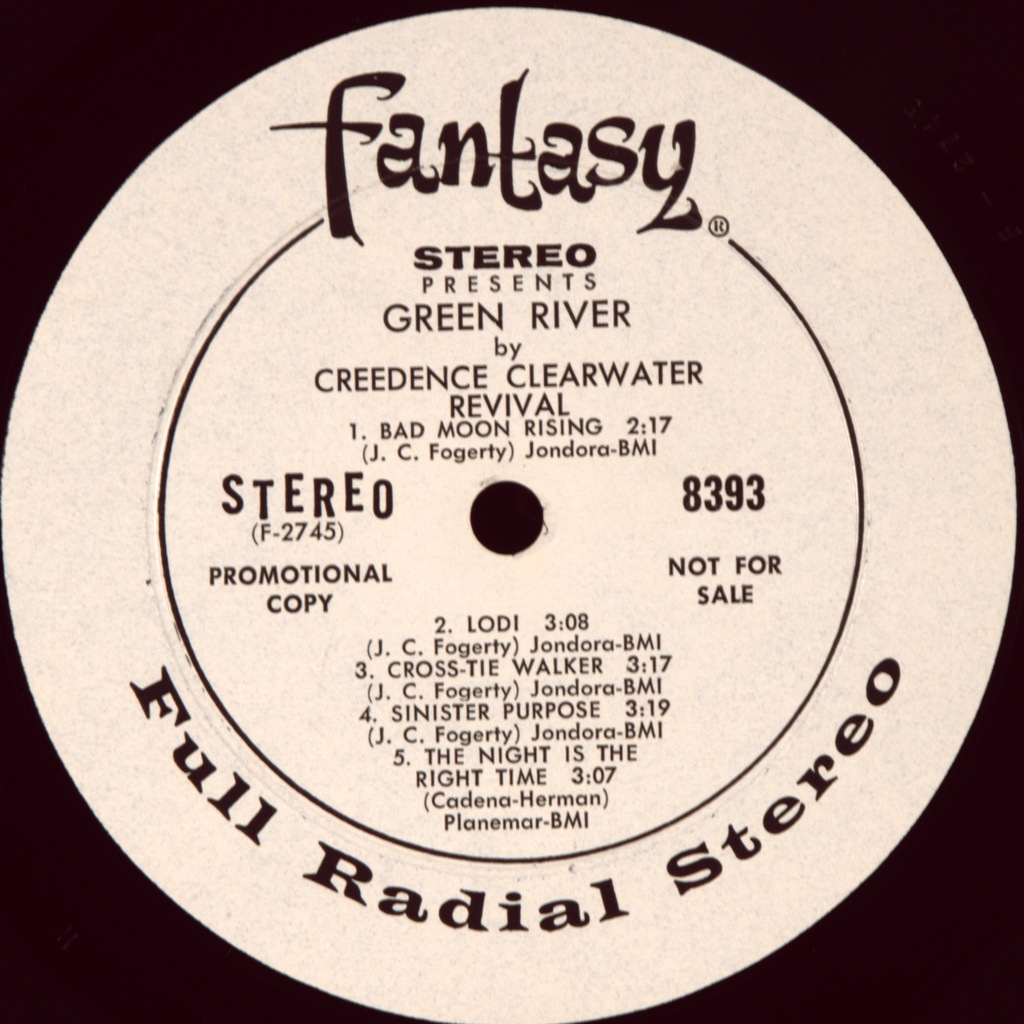 fantasy®
STEREO
PRESENTS
GREEN RIVER
by
CREEDENCE CLEARWATER
REVIVAL
1. BAD MOON RISING 2:17
(J. C. Fogerty) Jondora-BMI
STEREO
(F-2745)
8393
PROMOTIONAL
COPY
NOT FOR
SALE
2. LODI 3:08
(J. C. Fogerty) Jondora-BMI
3. CROSS-TIE WALKER 3:17
(J. C. Fogerty) Jondora-BMI
4. SINISTER PURPOSE 3:19
(J. C. Fogerty) Jondora-BMI
5. THE NIGHT IS THE
RIGHT TIME 3:07
(Cadena-Herman)
Planemar-BMI
Full Radial Stereo